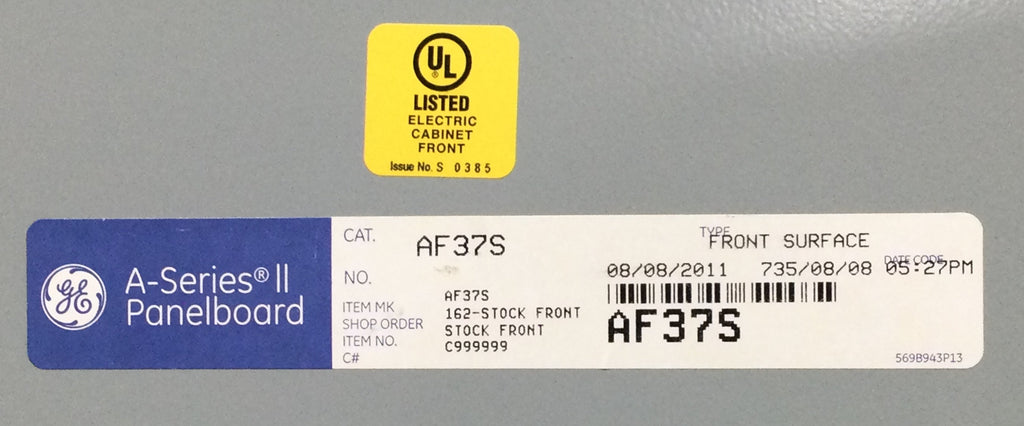 UL
®
LISTED
ELECTRIC
CABINET
FRONT
Issue No. S 0385
GE
A-Series® II
Panelboard
CAT. AF37S
NO.
ITEM MK AF37S
SHOP ORDER 162-STOCK FRONT
ITEM NO. STOCK FRONT
C# C999999
TYPE
FRONT SURFACE
DATE CODE
08/08/2011 735/08/08 05:27PM
AF37S
569B943P13